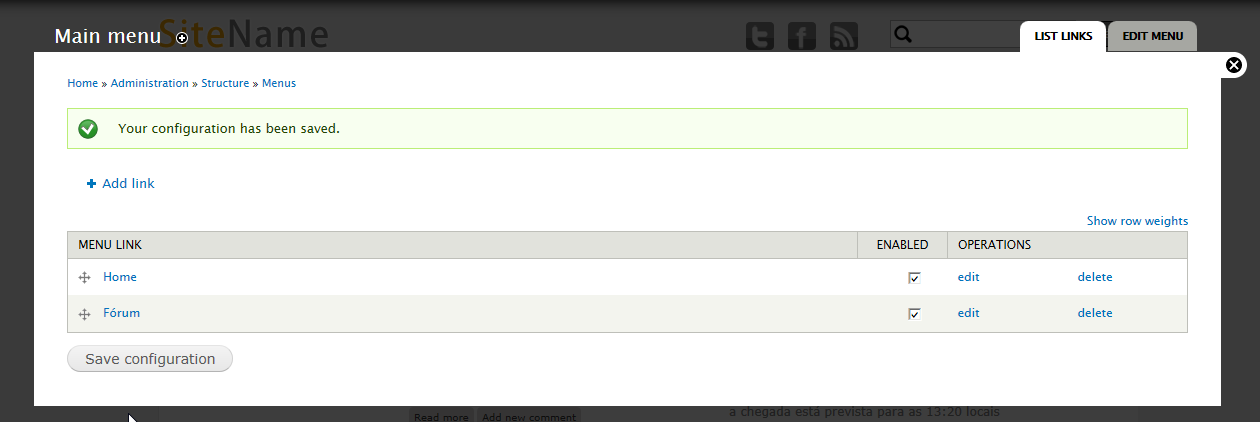 SiteName
Main menu
LIST LINKS
EDIT MENU
Home » Administration » Structure » Menus
Your configuration has been saved.
Add link
Show row weights
MENU LINK ENABLED OPERATIONS
Home edit delete
Fórum edit delete
Save configuration
Read more Add new comment
a chegada está prevista para as 13:20 locais